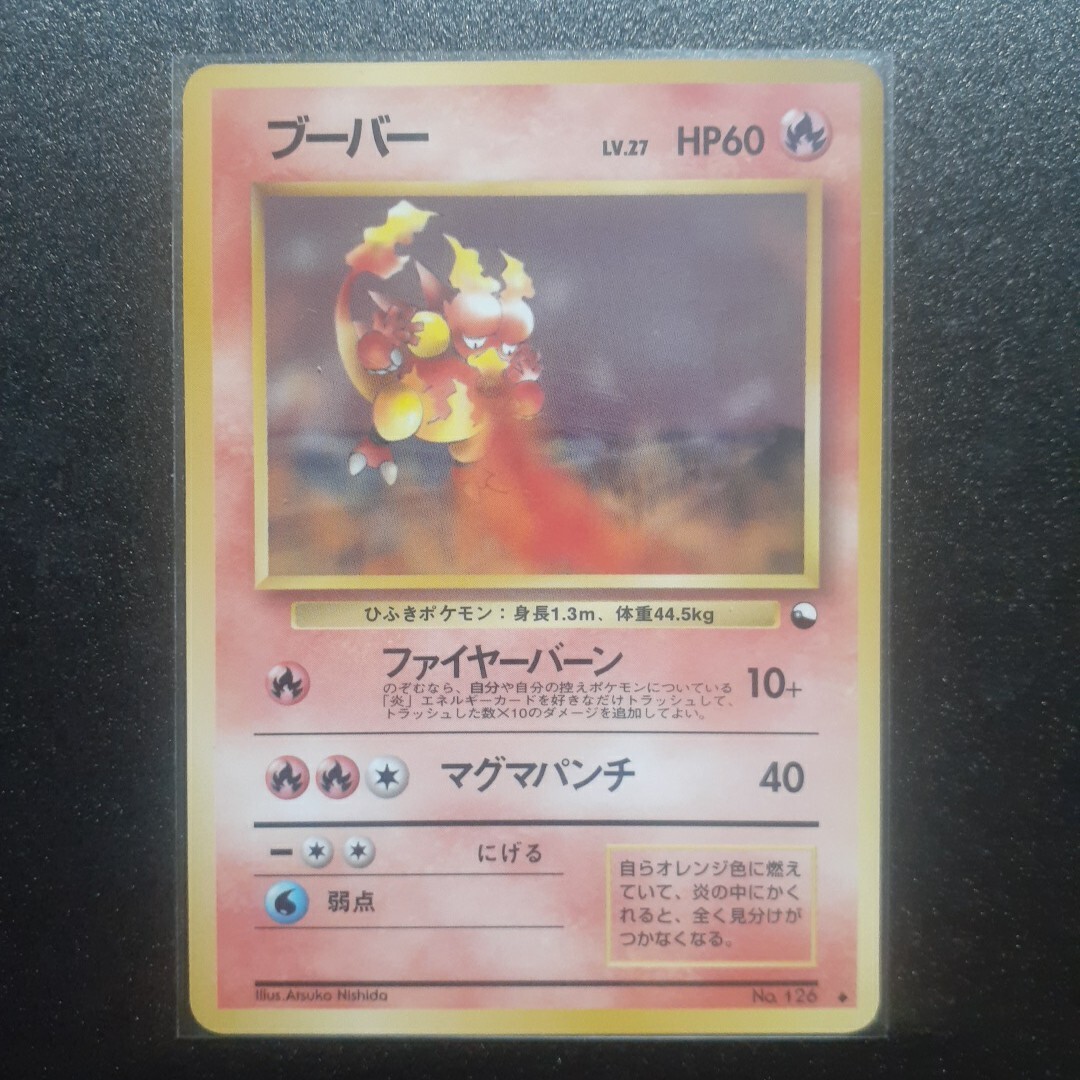 ブーバー LV.27 HP60
ひふきポケモン：身長1.3m、体重44.5kg
ファイヤーバーン 10+
のぞむなら、自分や自分の控えポケモンについている
「炎」エネルギーカードを好きなだけトラッシュして、
トラッシュした数×10のダメージを追加してよい。
マグマパンチ 40
にげる
弱点
自らオレンジ色に燃え
ていて、炎の中にかく
れると、全く見分けが
つかなくなる。
Illus.Atsuko Nishida No. 126